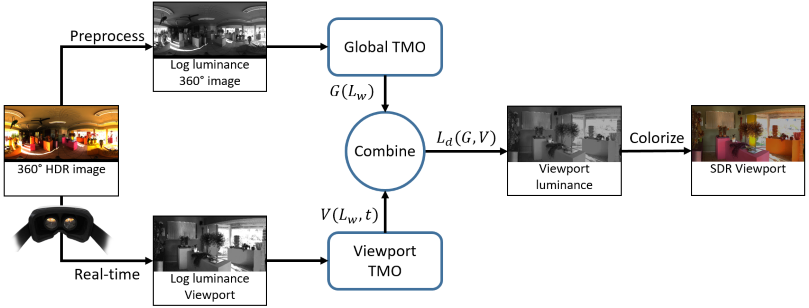 Preprocess
Log luminance
360° image
Global TMO
G(L_w)
360° HDR image
Combine
L_d(G, V)
Viewport
luminance
Colorize
SDR Viewport
V(L_w, t)
Real-time
Log luminance
Viewport
Viewport
TMO